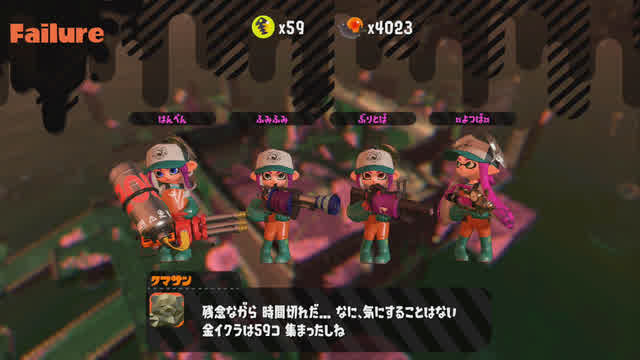 Failure
x59
x4023
はんぺん
ふみふみ
ぷりとば
¤よつば¤
クマサン
残念ながら 時間切れだ... なに、気にすることはない
金イクラは59コ 集まったしね